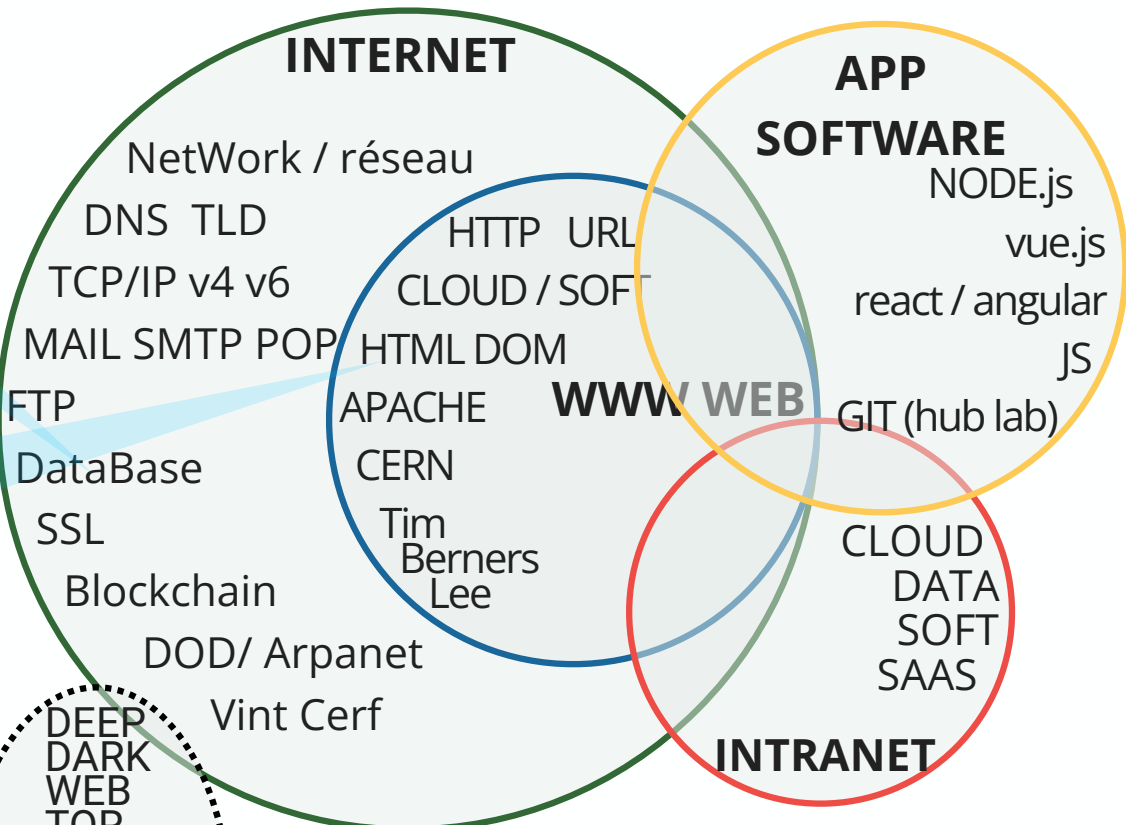 INTERNET
NetWork / réseau
DNS TLD
TCP/IP v4 v6
MAIL SMTP POP
FTP
DataBase
SSL
Blockchain
DOD/ Arpanet
Vint Cerf
HTTP URL
CLOUD / SOFT
HTML DOM
WWW WEB
APACHE
CERN
Tim
Berners
Lee
APP
SOFTWARE
NODE.js
vue.js
react / angular
JS
GIT (hub lab)
CLOUD
DATA
SOFT
SAAS
INTRANET
DEEP
DARK
WEB
TOR